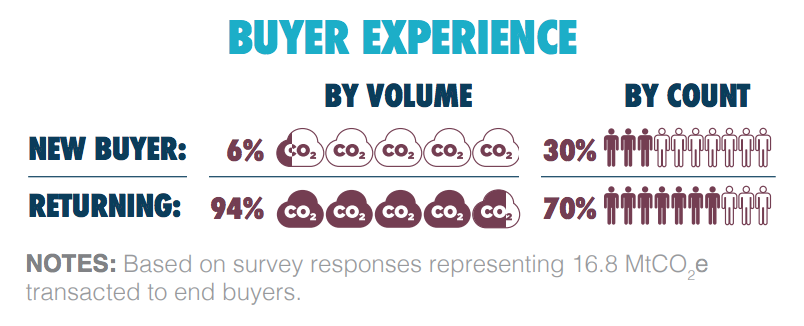 BUYER EXPERIENCE
BY VOLUME BY COUNT
NEW BUYER: 6% CO2 CO2 CO2 CO2 CO2 30%
RETURNING: 94% CO2 CO2 CO2 CO2 CO2 70%
NOTES: Based on survey responses representing 16.8 MtCO2e
transacted to end buyers.